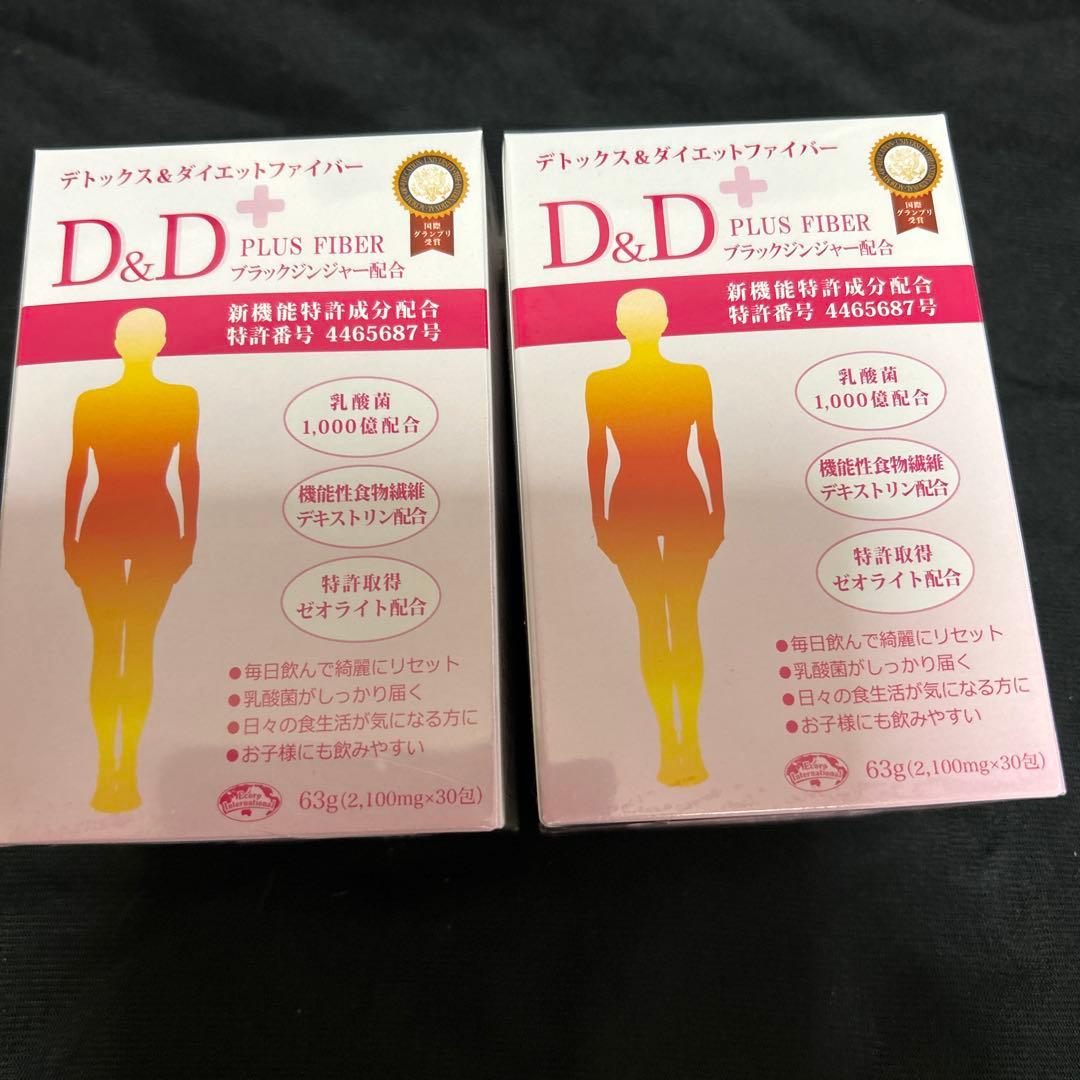 デトックス＆ダイエットファイバー
D&D
PLUS FIBER
ブラックジンジャー配合
国際
グランプリ
受賞
新機能特許成分配合
特許番号 4465687号
乳酸菌
1,000億配合
機能性食物繊維
デキストリン配合
特許取得
ゼオライト配合
●毎日飲んで綺麗にリセット
●乳酸菌がしっかり届く
●日々の食生活が気になる方に
●お子様にも飲みやすい
Ecorp
International
63g(2,100mg×30包)
デトックス＆ダイエットファイバー
D&D
PLUS FIBER
ブラックジンジャー配合
国際
グランプリ
受賞
新機能特許成分配合
特許番号 4465687号
乳酸菌
1,000億配合
機能性食物繊維
デキストリン配合
特許取得
ゼオライト配合
●毎日飲んで綺麗にリセット
●乳酸菌がしっかり届く
●日々の食生活が気になる方に
●お子様にも飲みやすい
Ecorp
International
63g(2,100mg×30包)